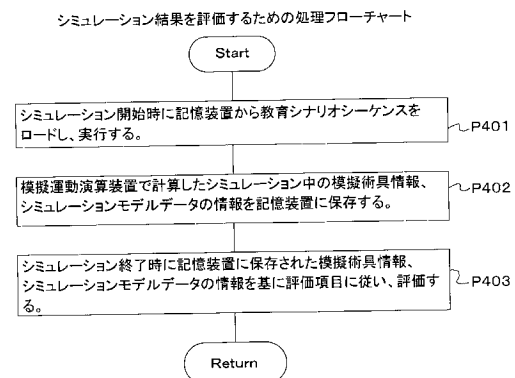 シミュレーション結果を評価するための処理フローチャート
Start
シミュレーション開始時に記憶装置から教育シナリオシーケンスを
ロードし、実行する。
P401
模擬運動演算装置で計算したシミュレーション中の模擬術具情報、
シミュレーションモデルデータの情報を記憶装置に保存する。
P402
シミュレーション終了時に記憶装置に保存された模擬術具情報、
シミュレーションモデルデータの情報を基に評価項目に従い、評価す
る。
P403
Return